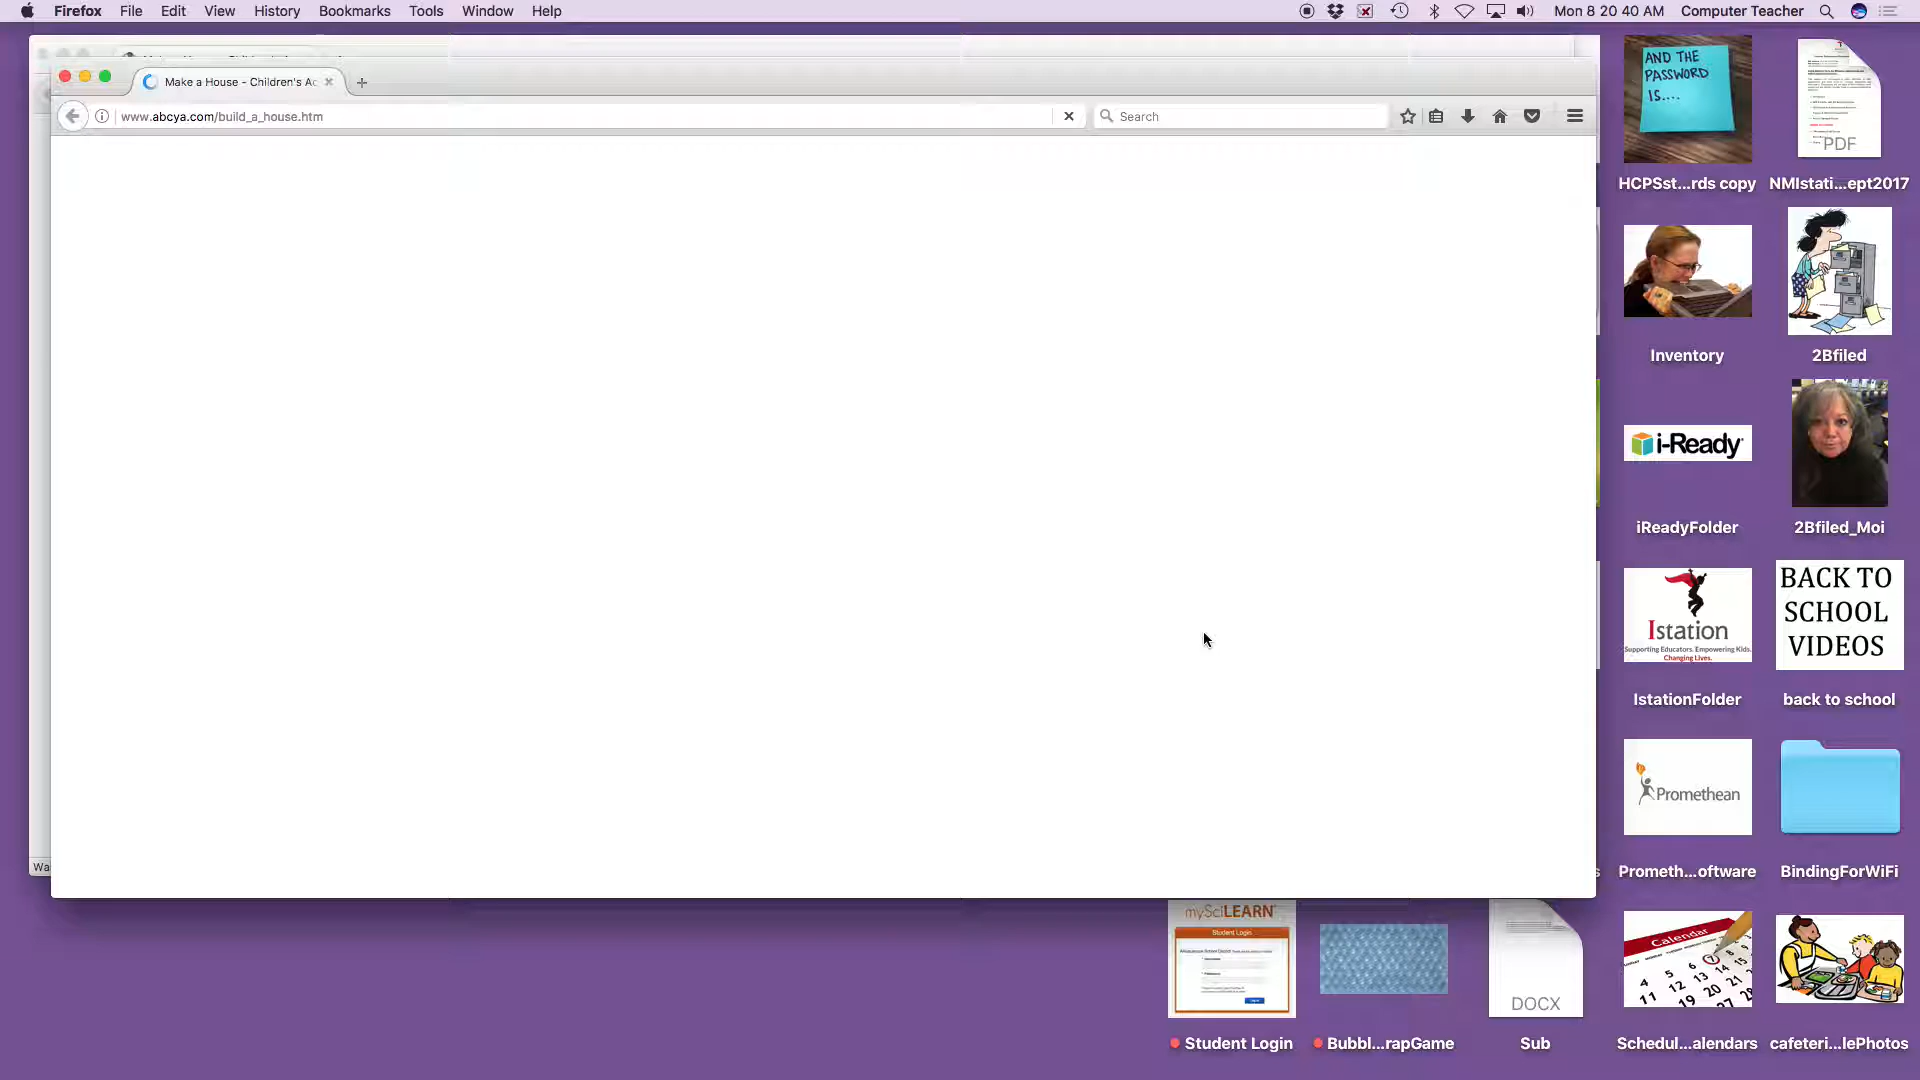 Firefox File Edit View History Bookmarks Tools Window Help
Mon 8 20 40 AM Computer Teacher
Make a House - Children's Ac
www.abcya.com/build_a_house.htm
Search
Wa
AND THE
PASSWORD
IS....
HCPSst...rds copy
PDF
NMIstati...ept2017
Inventory
2Bfiled
i-Ready
iReadyFolder
2Bfiled_Moi
Istation
Supporting Educators. Empowering Kids.
Changing Lives.
IstationFolder
BACK TO
SCHOOL
VIDEOS
back to school
Promethean
Prometh...oftware
BindingForWiFi
mySciLEARN
Student Login
Student Login
Bubbl...rapGame
DOCX
Sub
Calendar
Schedul...alendars
cafeteri...lePhotos